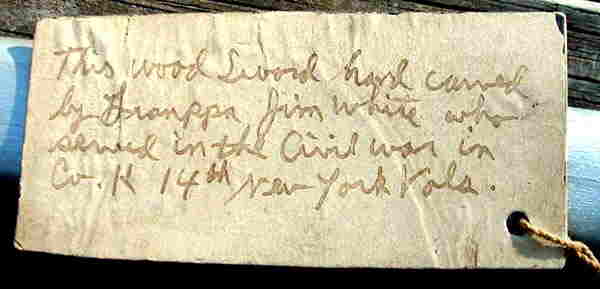 This wood Sword hand carved
by Granppa Jim White who
served in the Civil war in
Co. K 14th New York Vols.